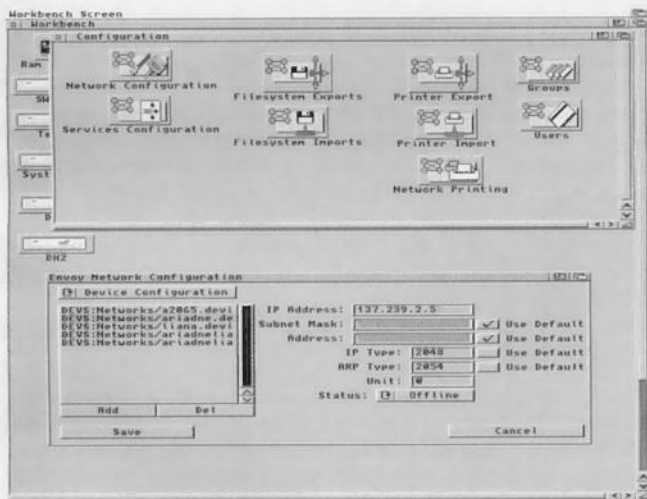 Workbench Screen
Workbench
Configuration
Ram
Network Configuration
Filesystem Exports
Printer Export
Groups
SW
Services Configuration
Filesystem Imports
Printer Import
Users
Te
Syst
Network Printing
D
DH2
Envoy Network Configuration
Device Configuration
DEVS:Networks/a2065.devi
DEVS:Networks/ariadne.de
DEVS:Networks/liana.devi
DEVS:Networks/ariadnelia
DEVS:Networks/ariadnelia
Add
Del
IP Address: 137.239.2.5
Subnet Mask: Use Default
Address: Use Default
IP Type: 2048 Use Default
ARP Type: 2054 Use Default
Unit: 0
Status: Offline
Save
Cancel